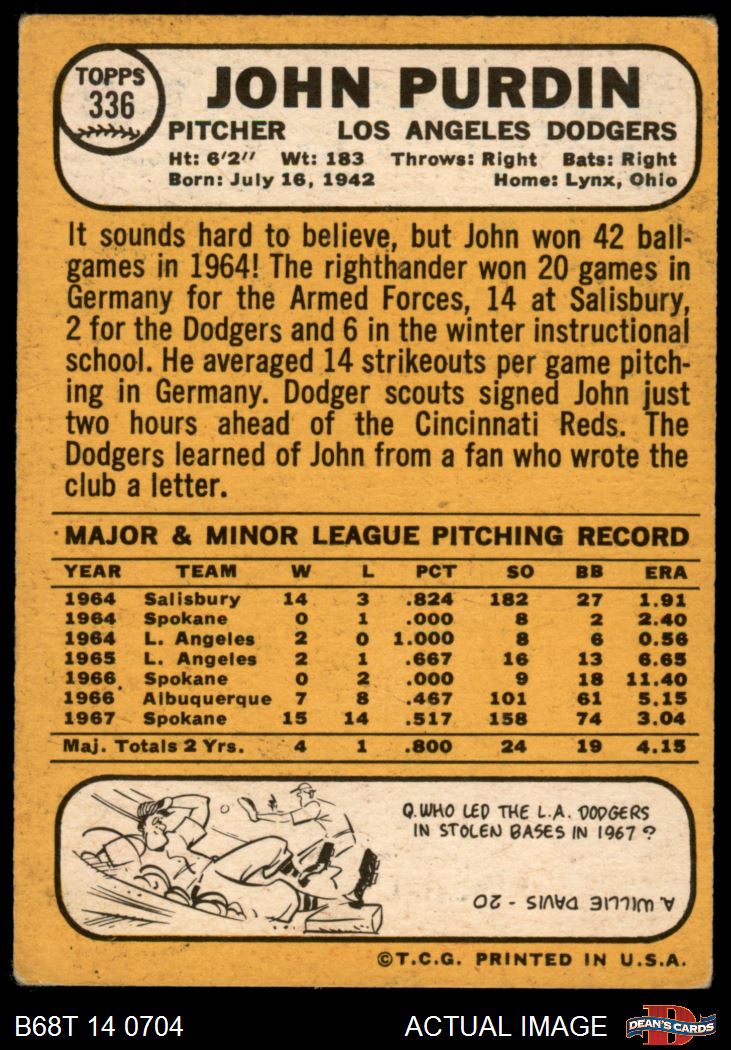 TOPPS
336
JOHN PURDIN
PITCHER LOS ANGELES DODGERS
Ht: 6'2" Wt: 183 Throws: Right Bats: Right
Born: July 16, 1942 Home: Lynx, Ohio
It sounds hard to believe, but John won 42 ball-
games in 1964! The righthander won 20 games in
Germany for the Armed Forces, 14 at Salisbury,
2 for the Dodgers and 6 in the winter instructional
school. He averaged 14 strikeouts per game pitch-
ing in Germany. Dodger scouts signed John just
two hours ahead of the Cincinnati Reds. The
Dodgers learned of John from a fan who wrote the
club a letter.
MAJOR & MINOR LEAGUE PITCHING RECORD
YEAR TEAM W L PCT SO BB ERA
1964 Salisbury 14 3 .824 182 27 1.91
1964 Spokane 0 1 .000 8 2 2.40
1964 L. Angeles 2 0 1.000 8 6 0.56
1965 L. Angeles 2 1 .667 16 13 6.65
1966 Spokane 0 2 .000 9 18 11.40
1966 Albuquerque 7 8 .467 101 61 5.15
1967 Spokane 15 14 .517 158 74 3.04
Maj. Totals 2 Yrs. 4 1 .800 24 19 4.15
Q. WHO LED THE L.A. DODGERS
IN STOLEN BASES IN 1967?
A. WILLIE DAVIS - 20
©T.C.G. PRINTED IN U.S.A.
B68T 14 0704 ACTUAL IMAGE DEAN'S CARDS